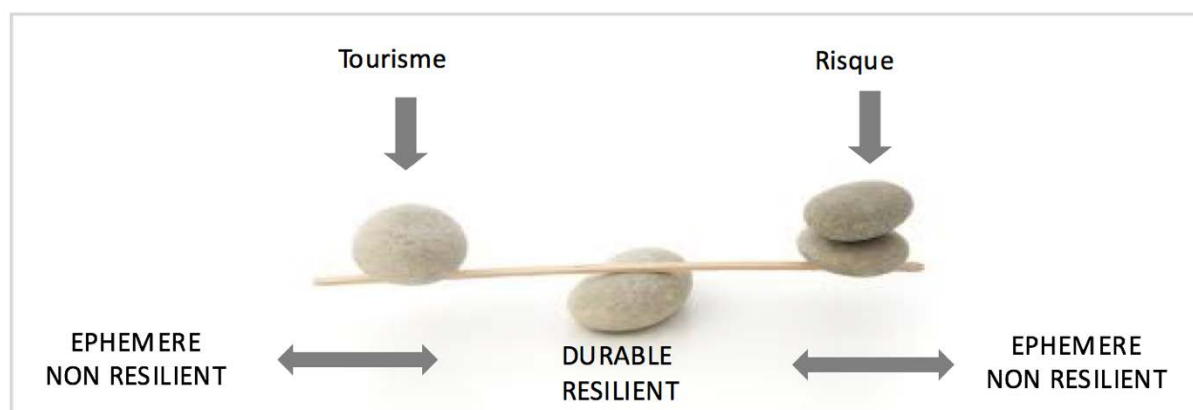 Tourisme
Risque
EPHEMERE
NON RESILIENT
DURABLE
RESILIENT
EPHEMERE
NON RESILIENT